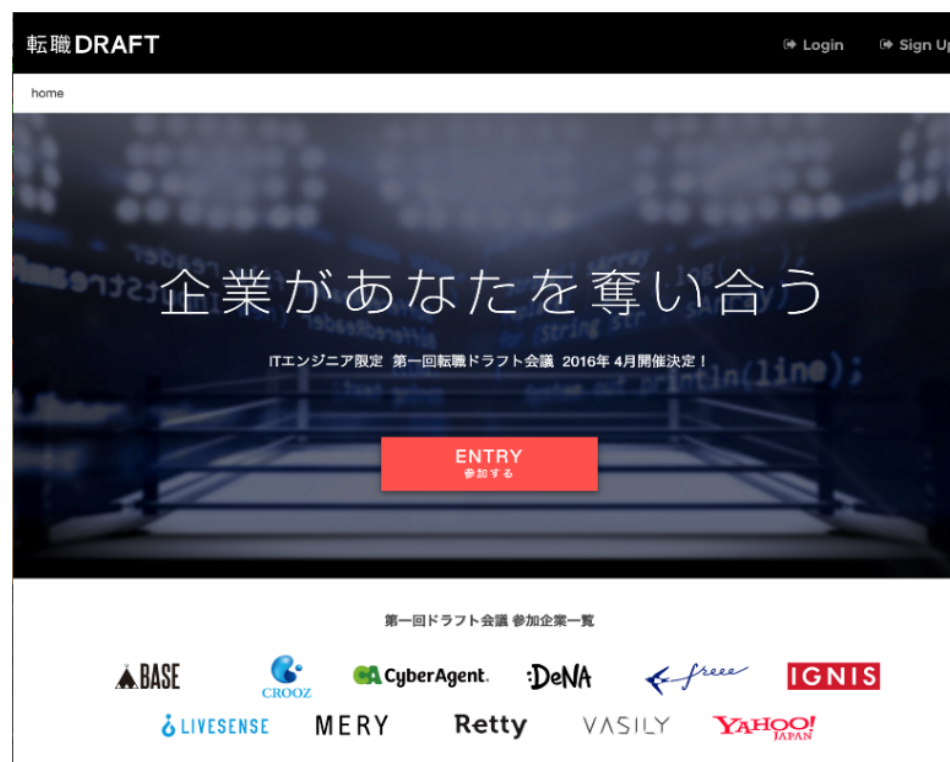 転職DRAFT
Login
Sign Up
home
企業があなたを奪い合う
ITエンジニア限定 第一回転職ドラフト会議 2016年 4月開催決定！
println(line);
ENTRY
参加する
第一回ドラフト会議 参加企業一覧
BASE
CROOZ
CA CyberAgent.
:DeNA
freee
IGNIS
LIVESENSE
MERY
Retty
VASILY
YAHOO!
JAPAN